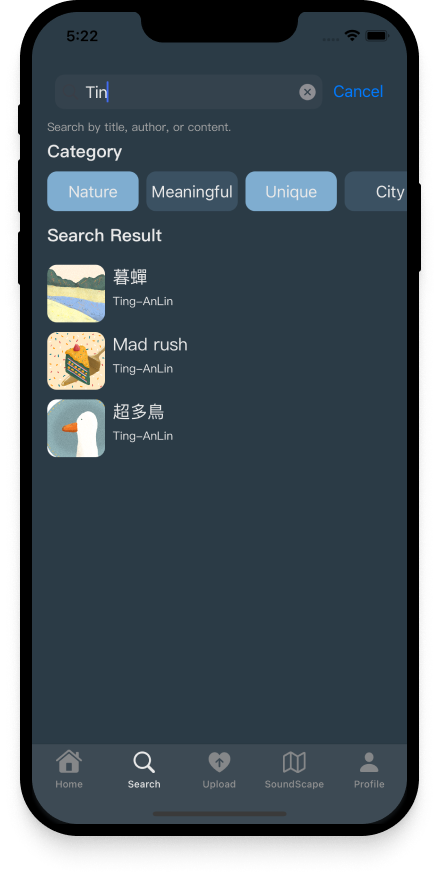 5:22
Tin
Cancel
Search by title, author, or content.
Category
Nature Meaningful Unique City
Search Result
暮蟬
Ting-AnLin
Mad rush
Ting-AnLin
超多鳥
Ting-AnLin
Home Search Upload SoundScape Profile